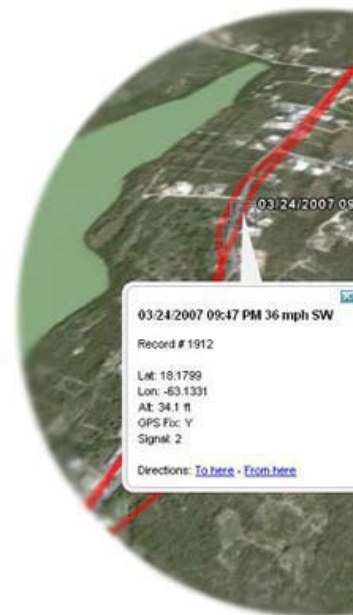 03/24/2007 09
03/24/2007 09:47 PM 36 mph SW
Record # 1912
Lat: 18.1799
Lon: -63.1331
Alt: 34.1 ft
GPS Fix: Y
Signal: 2
Directions: To here - From here